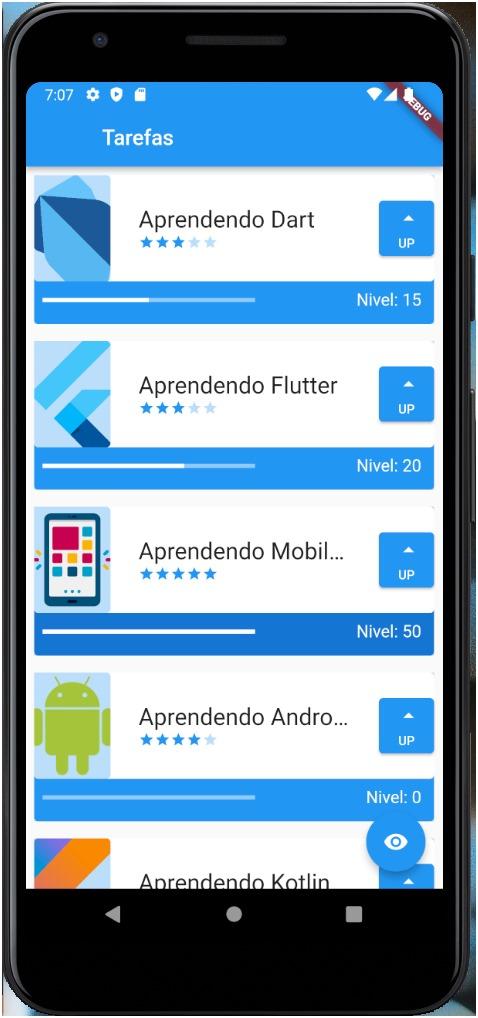 7:07
DEBUG
Tarefas
Aprendendo Dart
UP
Nivel: 15
Aprendendo Flutter
UP
Nivel: 20
Aprendendo Mobil...
UP
Nivel: 50
Aprendendo Andro...
UP
Nivel: 0
Aprendendo Kotlin